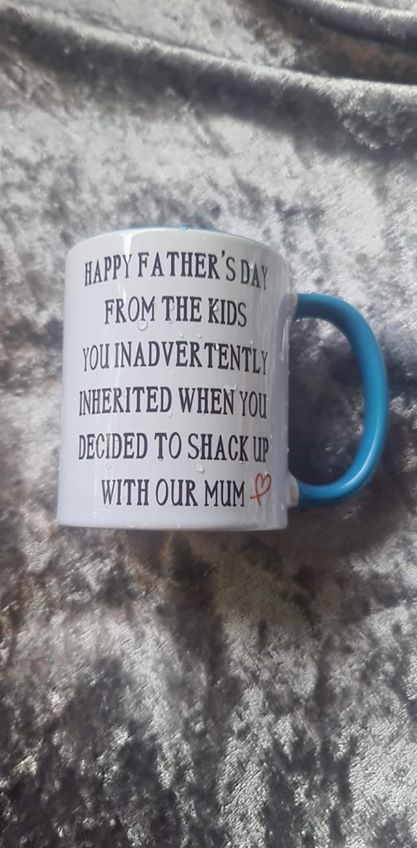 HAPPY FATHER'S DAY
FROM THE KIDS
YOU INADVERTENTLY
INHERITED WHEN YOU
DECIDED TO SHACK UP
WITH OUR MUM